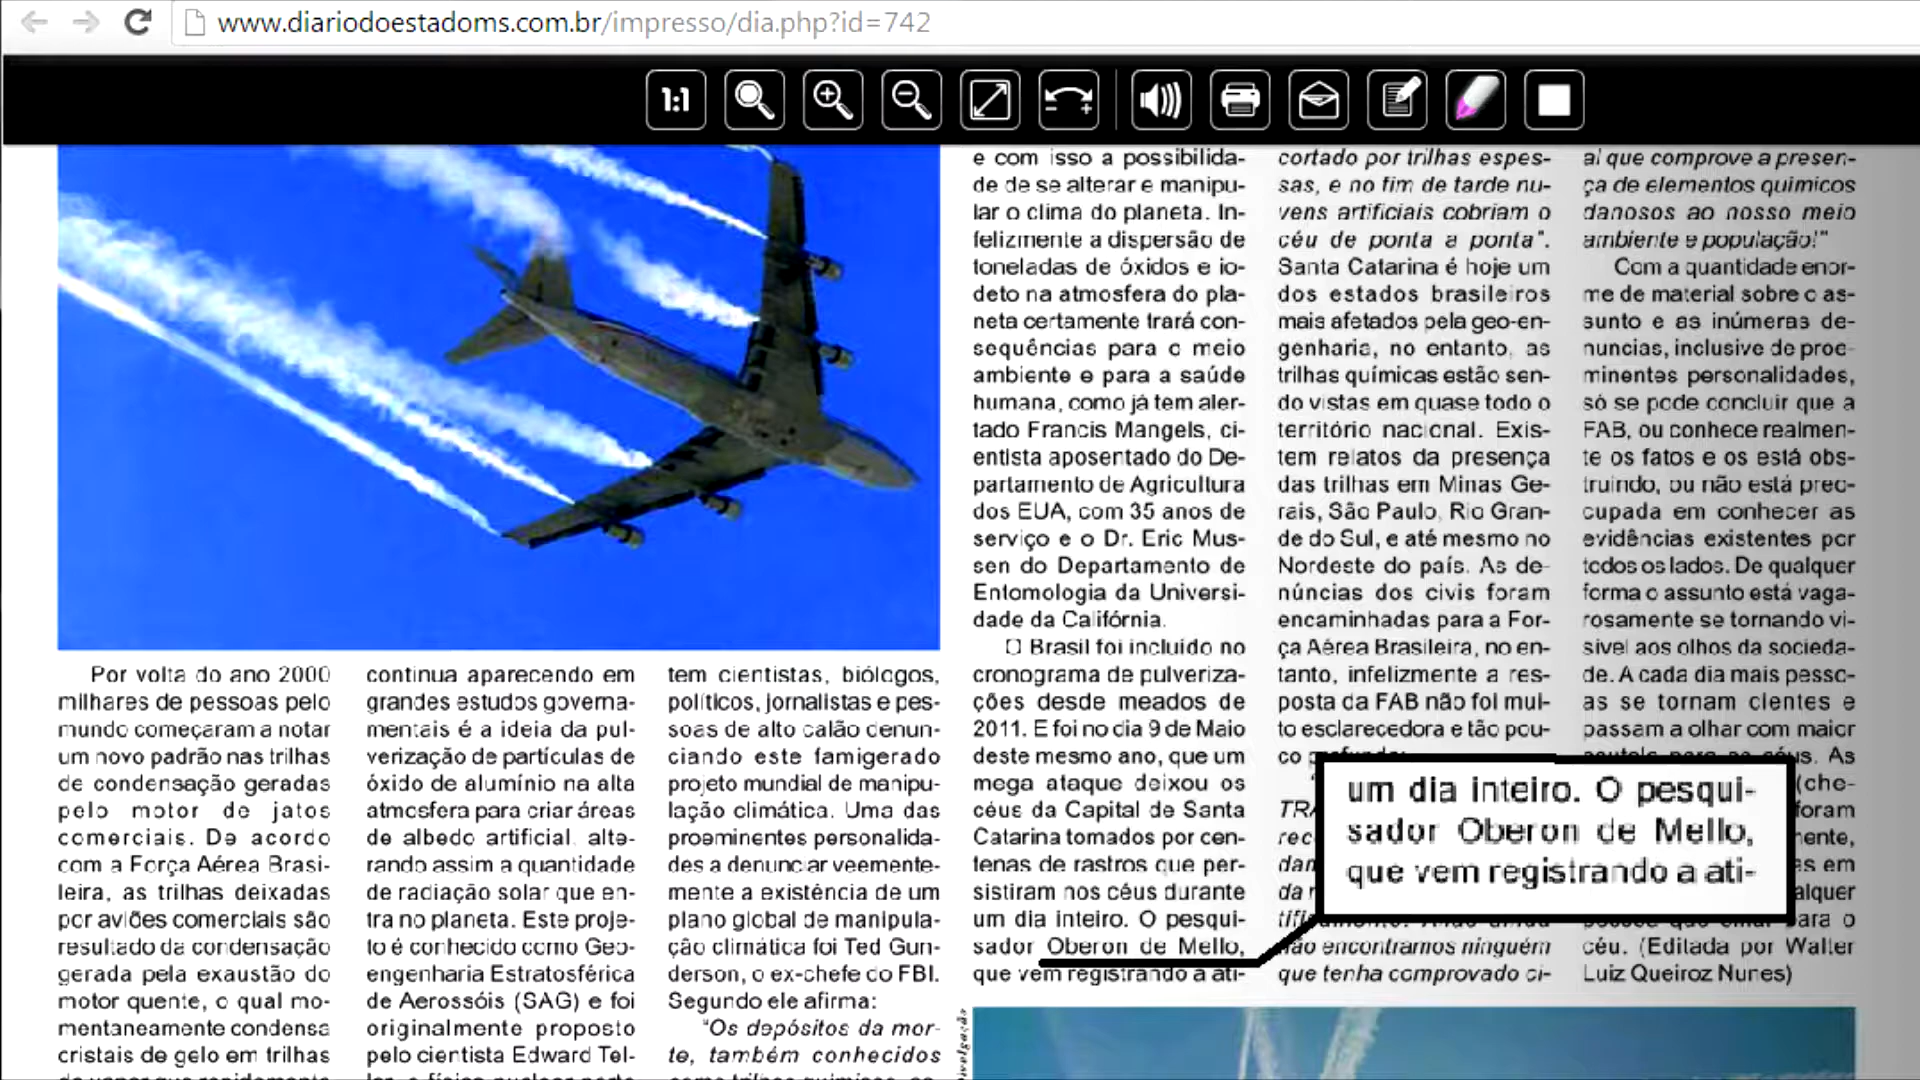 www.diariodoestadoms.com.br/impresso/dia.php?id=742
1:1
Por volta do ano 2000
milhares de pessoas pelo
mundo começaram a notar
um novo padrão nas trilhas
de condensação geradas
pelo motor de jatos
comerciais. De acordo
com a Força Aérea Brasi-
leira, as trilhas deixadas
por aviões comerciais são
resultado da condensação
gerada pela exaustão do
motor quente, o qual mo-
mentaneamente condensa
cristais de gelo em trilhas
continua aparecendo em
grandes estudos governa-
mentais é a ideia da pul-
verização de partículas de
óxido de alumínio na alta
atmosfera para criar áreas
de albedo artificial, alte-
rando assim a quantidade
de radiação solar que en-
tra no planeta. Este proje-
to é conhecido como Geo-
engenharia Estratosférica
de Aerossóis (SAG) e foi
originalmente proposto
pelo cientista Edward Tel-
tem cientistas, biólogos,
políticos, jornalistas e pes-
soas de alto calão denun-
ciando este famigerado
projeto mundial de manipu-
lação climática. Uma das
proeminentes personalida-
des a denunciar veemente-
mente a existência de um
plano global de manipula-
ção climática foi Ted Gun-
derson, o ex-chefe do FBI.
Segundo ele afirma:
"Os depósitos da mor-
te, também conhecidos
e com isso a possibilida-
de de se alterar e manipu-
lar o clima do planeta. In-
felizmente a dispersão de
toneladas de óxidos e io-
deto na atmosfera do pla-
neta certamente trará con-
sequências para o meio
ambiente e para a saúde
humana, como já tem aler-
tado Francis Mangels, ci-
entista aposentado do De-
partamento de Agricultura
dos EUA, com 35 anos de
serviço e o Dr. Eric Mus-
sen do Departamento de
Entomologia da Universi-
dade da Califórnia.
O Brasil foi incluído no
cronograma de pulveriza-
ções desde meados de
2011. E foi no dia 9 de Maio
deste mesmo ano, que um
mega ataque deixou os
céus da Capital de Santa
Catarina tomados por cen-
tenas de rastros que per-
sistiram nos céus durante
um dia inteiro. O pesqui-
sador Oberon de Mello,
que vem registrando a ati-
cortado por trilhas espes-
sas, e no fim de tarde nu-
vens artificiais cobriam o
céu de ponta a ponta".
Santa Catarina é hoje um
dos estados brasileiros
mais afetados pela geo-en-
genharia, no entanto, as
trilhas químicas estão sen-
do vistas em quase todo o
território nacional. Exis-
tem relatos da presença
das trilhas em Minas Ge-
rais, São Paulo, Rio Gran-
de do Sul, e até mesmo no
Nordeste do país. As de-
núncias dos civis foram
encaminhadas para a For-
ça Aérea Brasileira, no en-
tanto, infelizmente a res-
posta da FAB não foi mui-
to esclarecedora e tão pou-
co
não encontramos ninguém
que tenha comprovado ci-
um dia inteiro. O pesqui-
sador Oberon de Mello,
que vem registrando a ati-
al que comprove a presen-
ça de elementos químicos
danosos ao nosso meio
ambiente e população!"
Com a quantidade enor-
me de material sobre o as-
sunto e as inúmeras de-
nuncias, inclusive de proe-
minentes personalidades,
só se pode concluir que a
FAB, ou conhece realmen-
te os fatos e os está obs-
truindo, ou não está preo-
cupada em conhecer as
evidências existentes por
todos os lados. De qualquer
forma o assunto está vaga-
rosamente se tornando vi-
sível aos olhos da socieda-
de. A cada dia mais pesso-
as se tornam cientes e
passam a olhar com maior
céus. As
(che-
foram
em
para o
céu. (Editada por Walter
Luiz Queiroz Nunes)